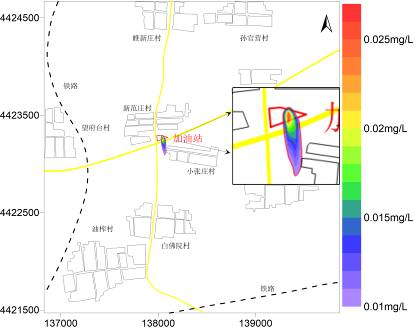 4424500
4423500
4422500
4421500
137000
138000
139000
睢新庄村
孙官营村
铁路
新范庄村
望府台村
加油站
小张庄村
油榨村
白佛院村
铁路
0.025mg/L
0.02mg/L
0.015mg/L
0.01mg/L